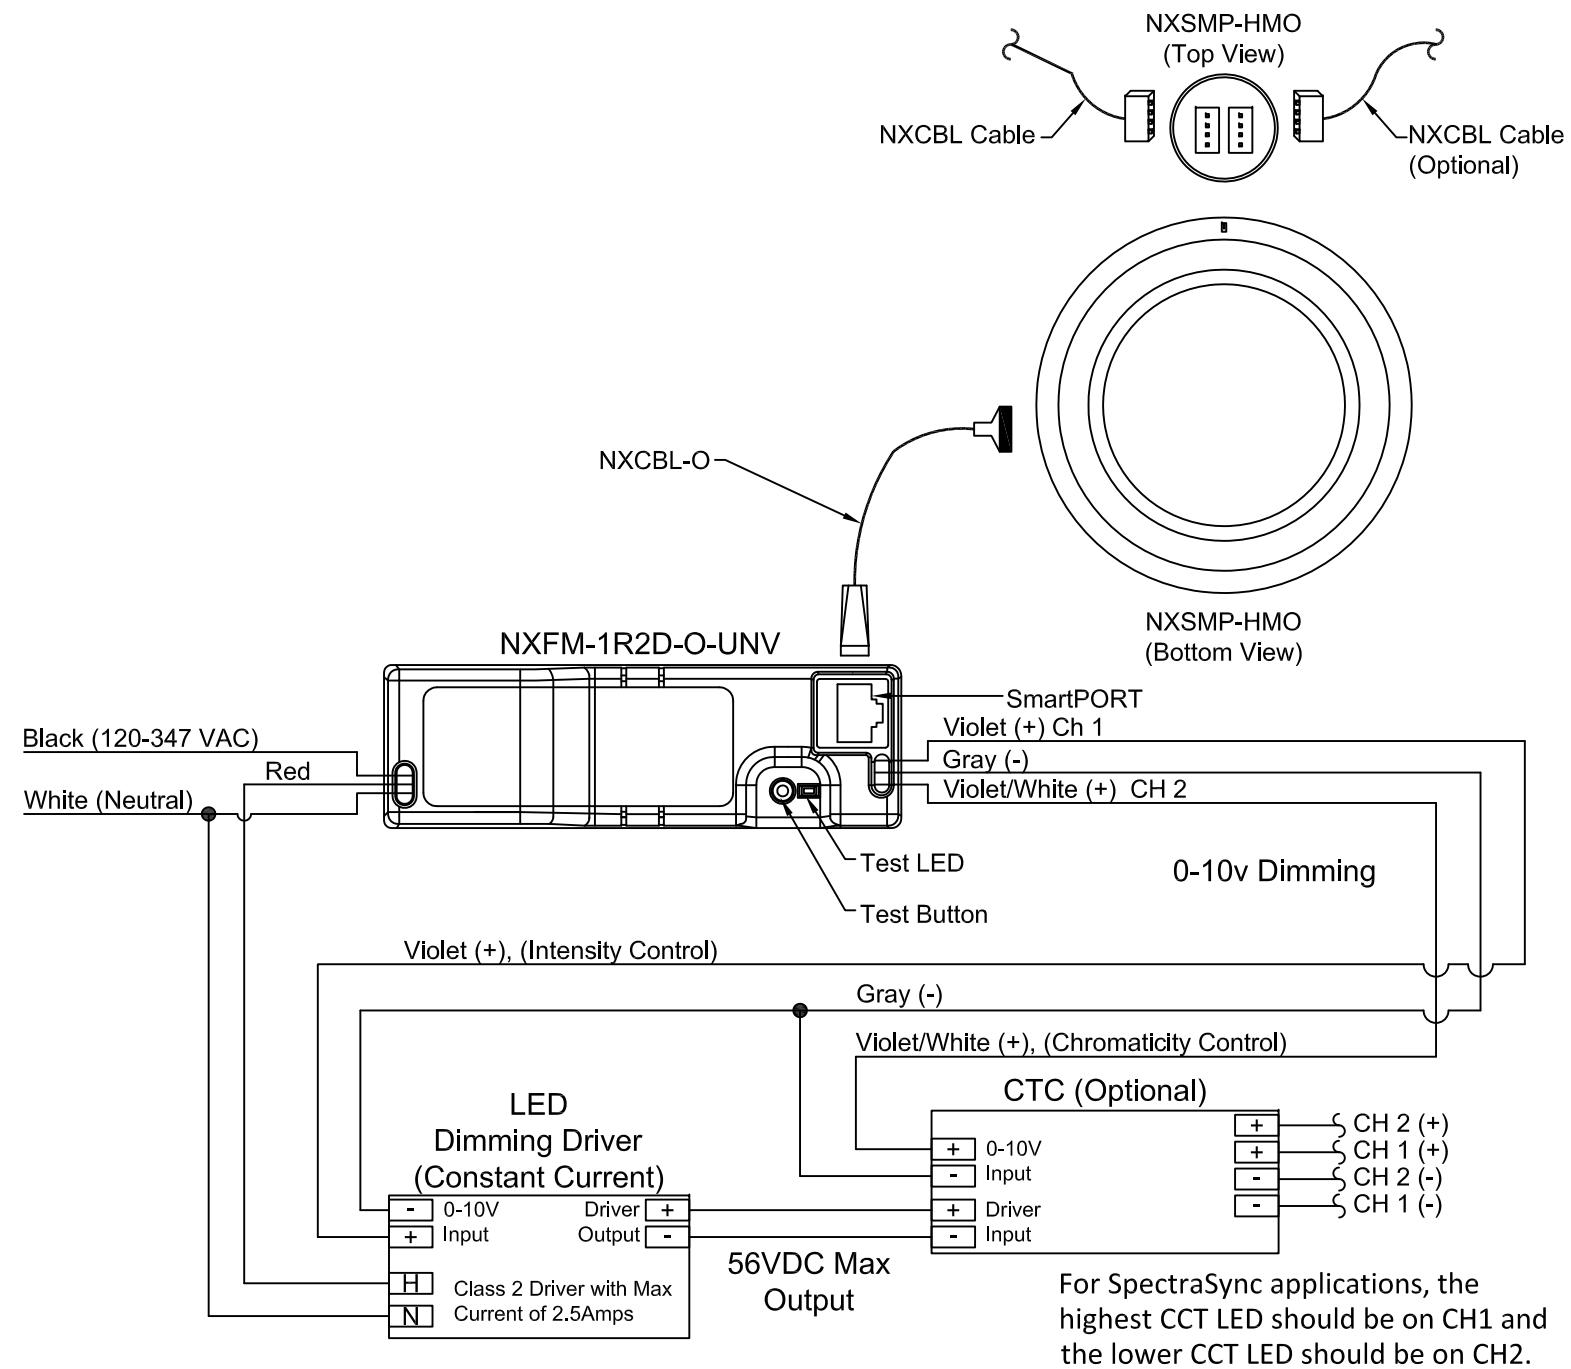 NXSMP-HMO
(Top View)
NXCBL Cable
NXCBL Cable
(Optional)
NXCBL-O
NXSMP-HMO
(Bottom View)
NXFM-1R2D-O-UNV
SmartPORT
Violet (+) Ch 1
Gray (-)
Violet/White (+) CH 2
Black (120-347 VAC)
Red
White (Neutral)
Test LED
Test Button
0-10v Dimming
Violet (+), (Intensity Control)
Gray (-)
Violet/White (+), (Chromaticity Control)
LED
Dimming Driver
(Constant Current)
- 0-10V
+ Input
Driver +
Output -
H
N
Class 2 Driver with Max
Current of 2.5Amps
56VDC Max
Output
CTC (Optional)
+ 0-10V
- Input
+ Driver
- Input
+ CH 2 (+)
+ CH 1 (+)
- CH 2 (-)
- CH 1 (-)
For SpectraSync applications, the
highest CCT LED should be on CH1 and
the lower CCT LED should be on CH2.